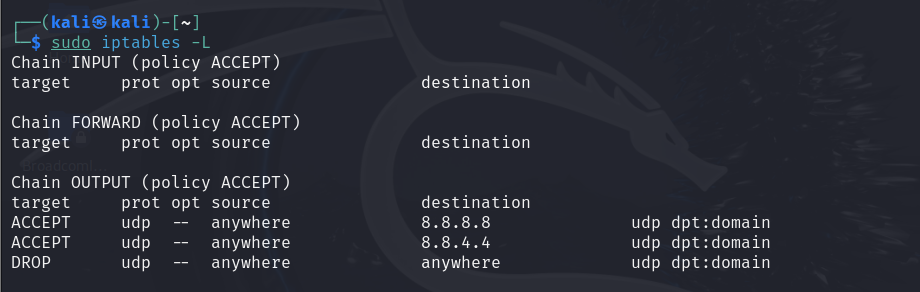 ┌──(kali㉿kali)-[~]
└─$ sudo iptables -L
Chain INPUT (policy ACCEPT)
target     prot opt source               destination

Chain FORWARD (policy ACCEPT)
target     prot opt source               destination

Chain OUTPUT (policy ACCEPT)
target     prot opt source               destination
ACCEPT     udp  --  anywhere             8.8.8.8              udp dpt:domain
ACCEPT     udp  --  anywhere             8.8.4.4              udp dpt:domain
DROP       udp  --  anywhere             anywhere             udp dpt:domain